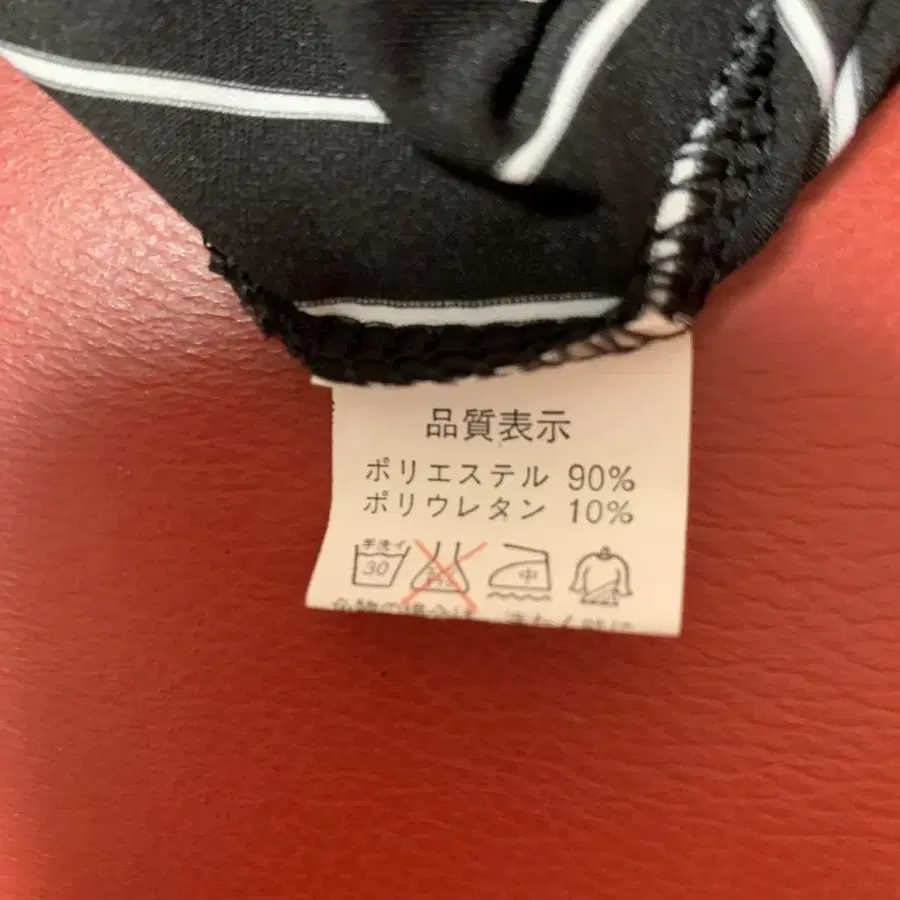 品質表示
ポリエステル 90%
ポリウレタン 10%
手洗イ
30
中